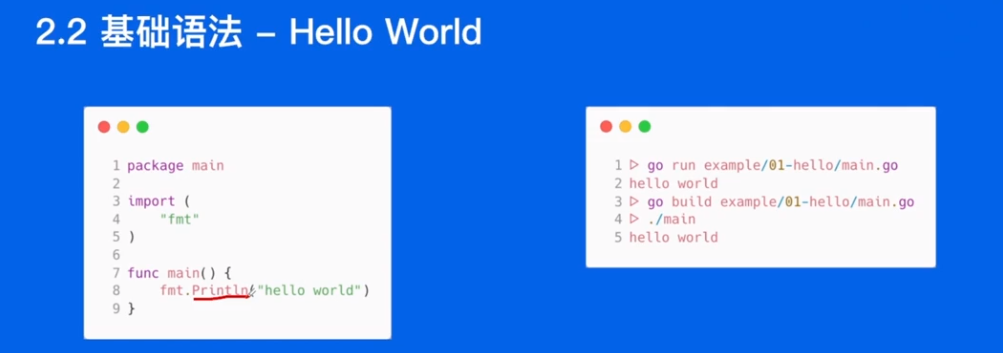 2.2 基础语法 – Hello World
1 package main
2
3 import (
4     "fmt"
5 )
6
7 func main() {
8     fmt.Println("hello world")
9 }
1 ▷ go run example/01-hello/main.go
2 hello world
3 ▷ go build example/01-hello/main.go
4 ▷ ./main
5 hello world